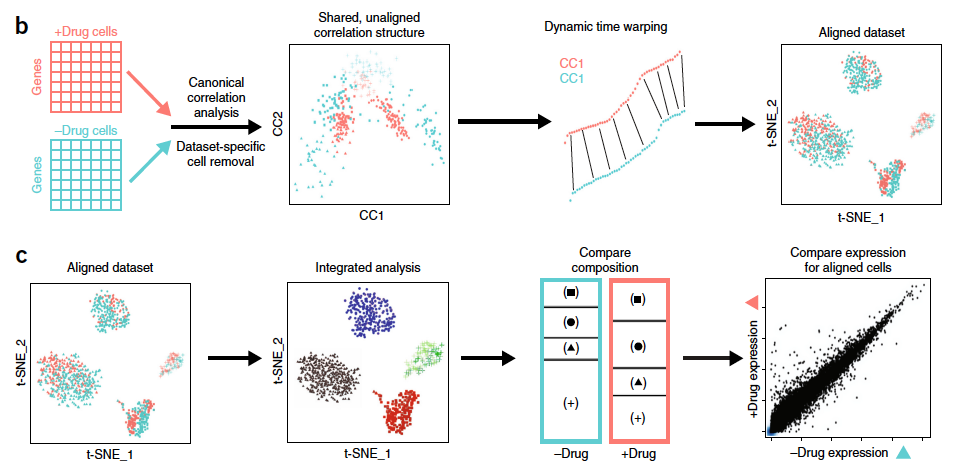 b
+Drug cells
Genes
–Drug cells
Genes
Canonical
correlation
analysis
Dataset-specific
cell removal
Shared, unaligned
correlation structure
CC2
CC1
Dynamic time warping
CC1
CC1
Aligned dataset
t-SNE_2
t-SNE_1
c
Aligned dataset
t-SNE_2
t-SNE_1
Integrated analysis
t-SNE_2
t-SNE_1
Compare
composition
(■)
(●)
(▲)
(+)
–Drug
(■)
(●)
(▲)
(+)
+Drug
Compare expression
for aligned cells
+Drug expression
–Drug expression